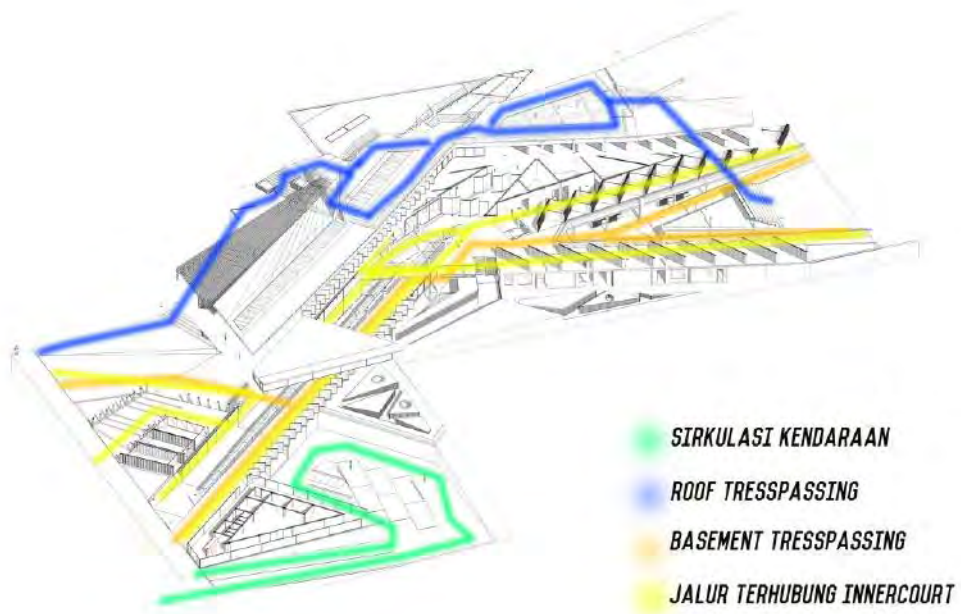 SIRKULASI KENDARAAN
ROOF TRESSPASSING
BASEMENT TRESSPASSING
JALUR TERHUBUNG INNERCOURT